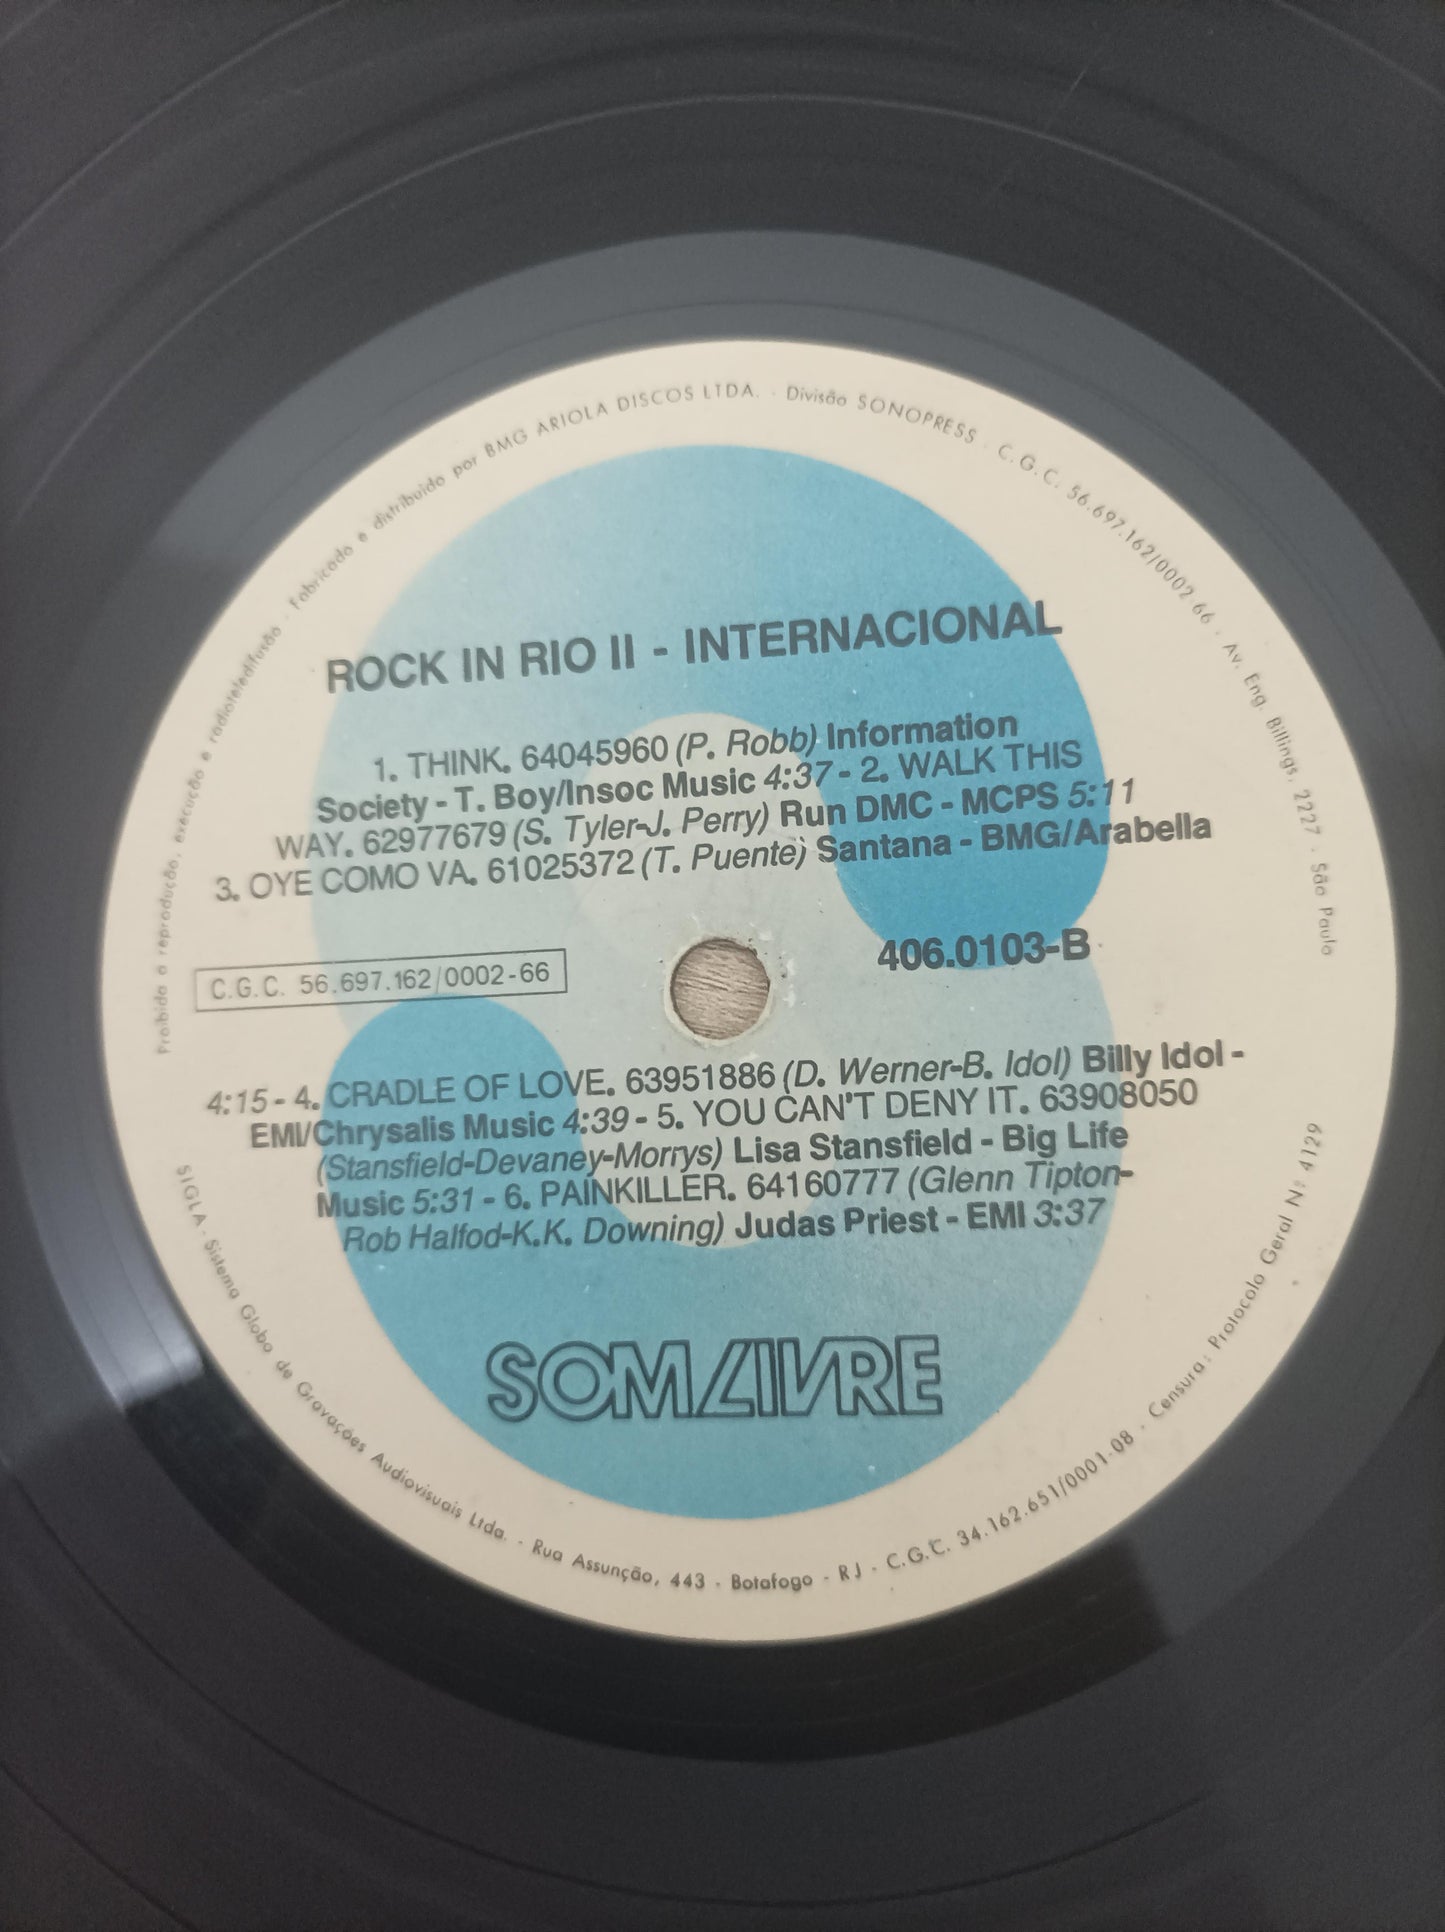 Proibida a reprodução, execução e radioteledifusão · Fabricado e distribuido por BMG ARIOLA DISCOS LTDA. · Divisão SONOPRESS · C.G.C. 56.697.162/0002-66 · Av. Eng. Billings, 2227 · São Paulo
ROCK IN RIO II - INTERNACIONAL
1. THINK. 64045960 (P. Robb) Information
Society - T. Boy/Insoc Music 4:37 - 2. WALK THIS
WAY. 62977679 (S. Tyler-J. Perry) Run DMC - MCPS 5:11
3. OYE COMO VA. 61025372 (T. Puente) Santana - BMG/Arabella
C.G.C. 56.697.162/0002-66
406.0103-B
4:15 - 4. CRADLE OF LOVE. 63951886 (D. Werner-B. Idol) Billy Idol -
EMI/Chrysalis Music 4:39 - 5. YOU CAN'T DENY IT. 63908050
(Stansfield-Devaney-Morrys) Lisa Stansfield - Big Life
Music 5:31 - 6. PAINKILLER. 64160777 (Glenn Tipton-
Rob Halfod-K.K. Downing) Judas Priest - EMI 3:37
SOM LIVRE
SIGLA - Sistema Globo de Gravações Audiovisuais Ltda. - Rua Assunção, 443 - Botafogo - RJ - C.G.C. 34.162.651/0001-08 · Censura: Protocolo Geral Nº 4129